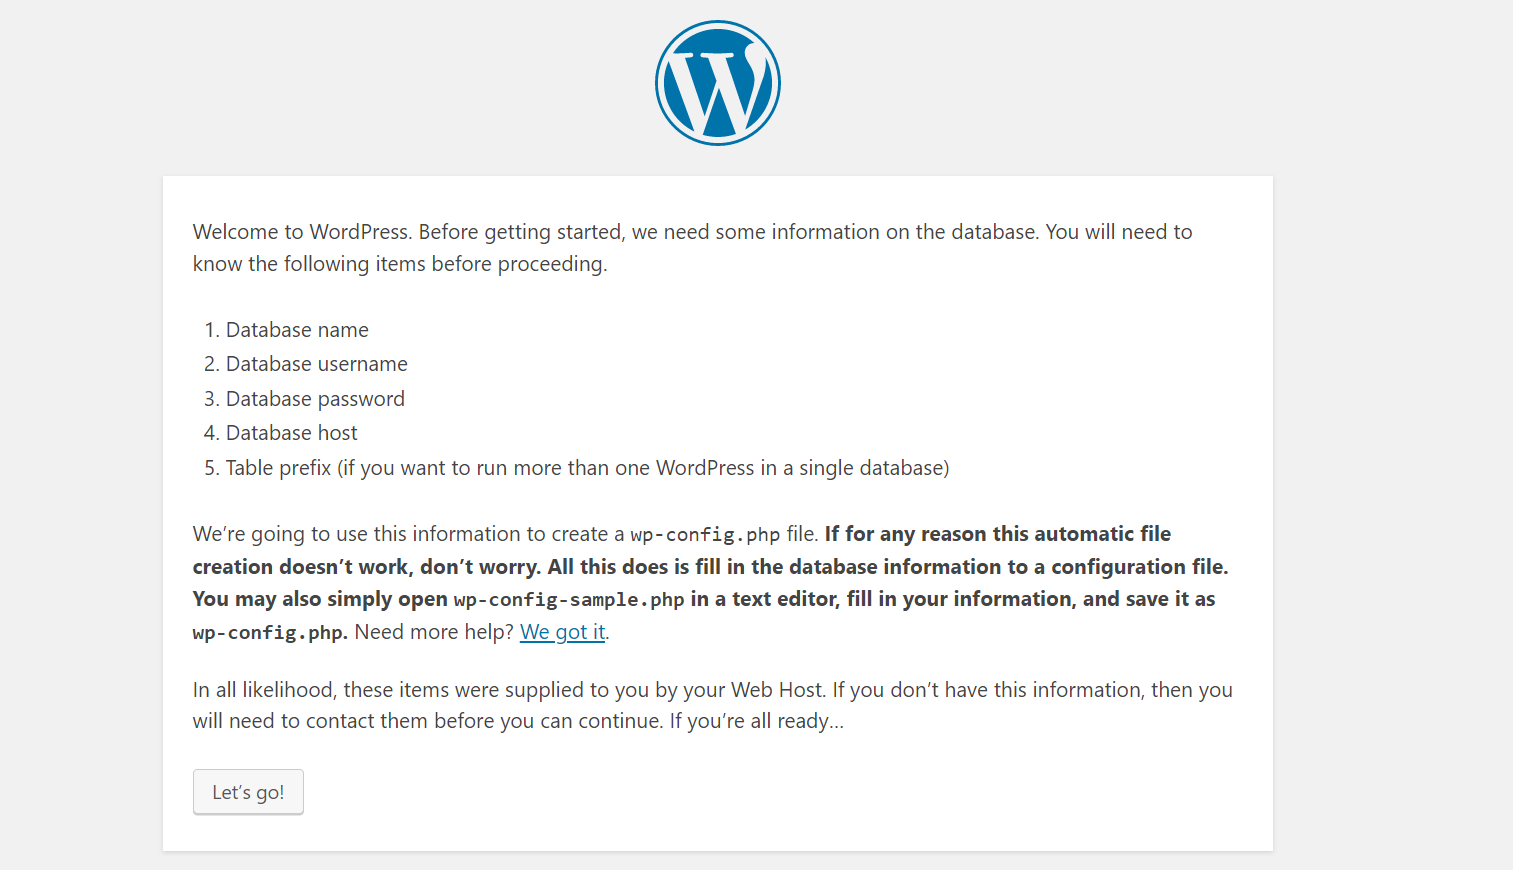 Welcome to WordPress. Before getting started, we need some information on the database. You will need to
know the following items before proceeding.
1. Database name
2. Database username
3. Database password
4. Database host
5. Table prefix (if you want to run more than one WordPress in a single database)
We’re going to use this information to create a wp-config.php file. If for any reason this automatic file
creation doesn’t work, don’t worry. All this does is fill in the database information to a configuration file.
You may also simply open wp-config-sample.php in a text editor, fill in your information, and save it as
wp-config.php. Need more help? We got it.
In all likelihood, these items were supplied to you by your Web Host. If you don’t have this information, then you
will need to contact them before you can continue. If you’re all ready…
Let’s go!